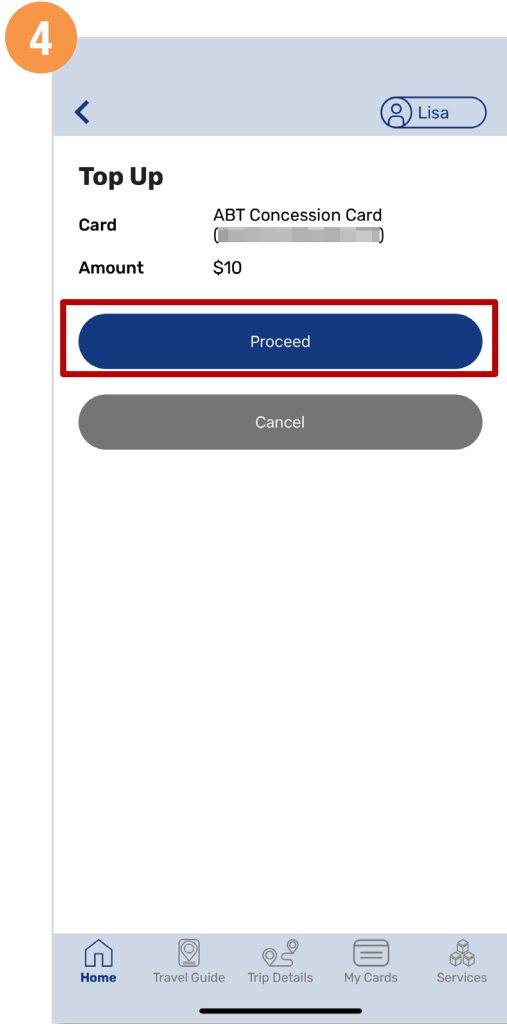 4
Lisa
Top Up
Card
ABT Concession Card
( )
Amount
$10
Proceed
Cancel
Home
Travel Guide
Trip Details
My Cards
Services